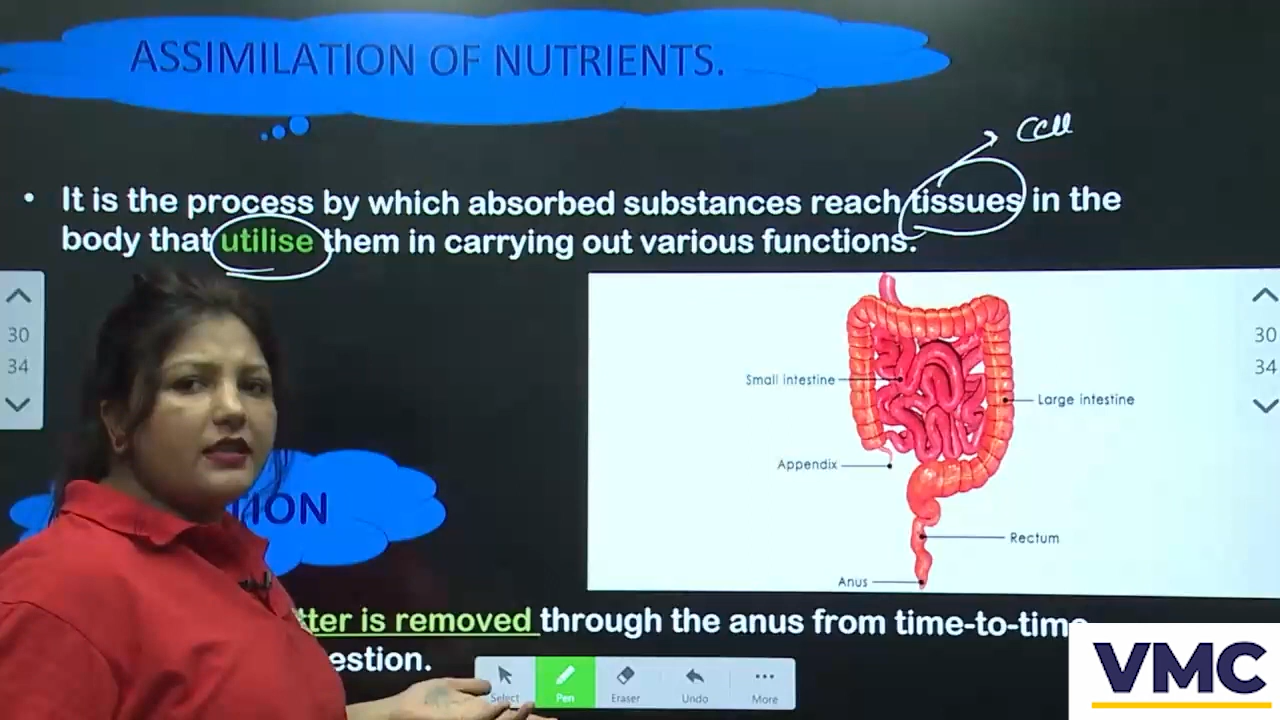 ASSIMILATION OF NUTRIENTS.
cell
• It is the process by which absorbed substances reach tissues in the
body that utilise them in carrying out various functions.
30
34
30
34
Small intestine
Large intestine
Appendix
TION
Rectum
Anus
tter is removed through the anus from time-to-time
estion.
Select
Pen
Eraser
Undo
More
VMC